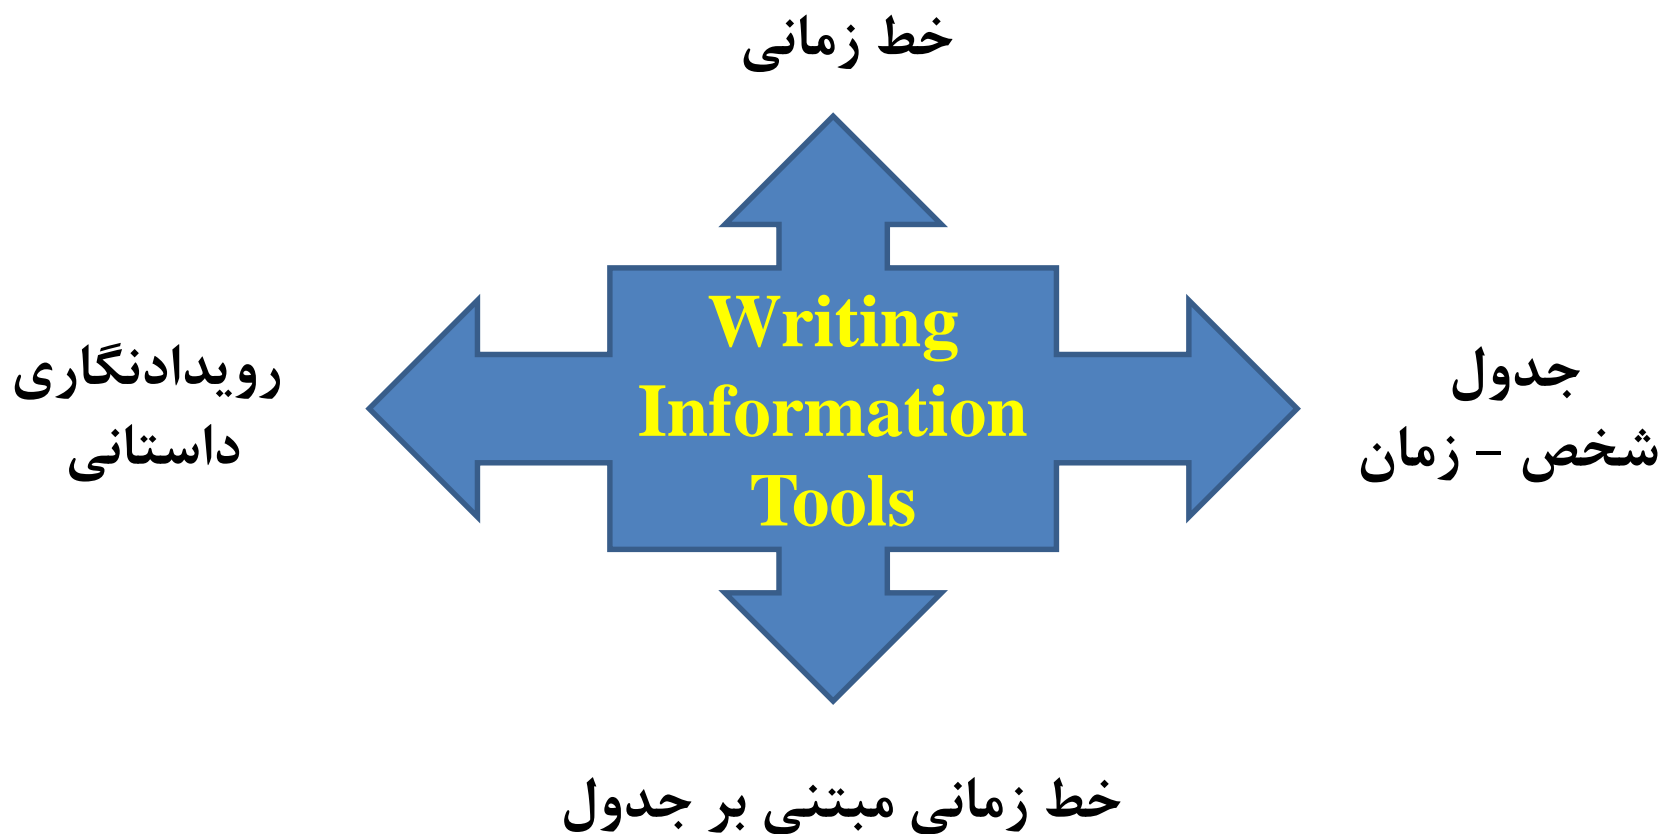 خط زمانی
Writing
Information
Tools
جدول
شخص – زمان
رویدادنگاری
داستانی
خط زمانی مبتنی بر جدول